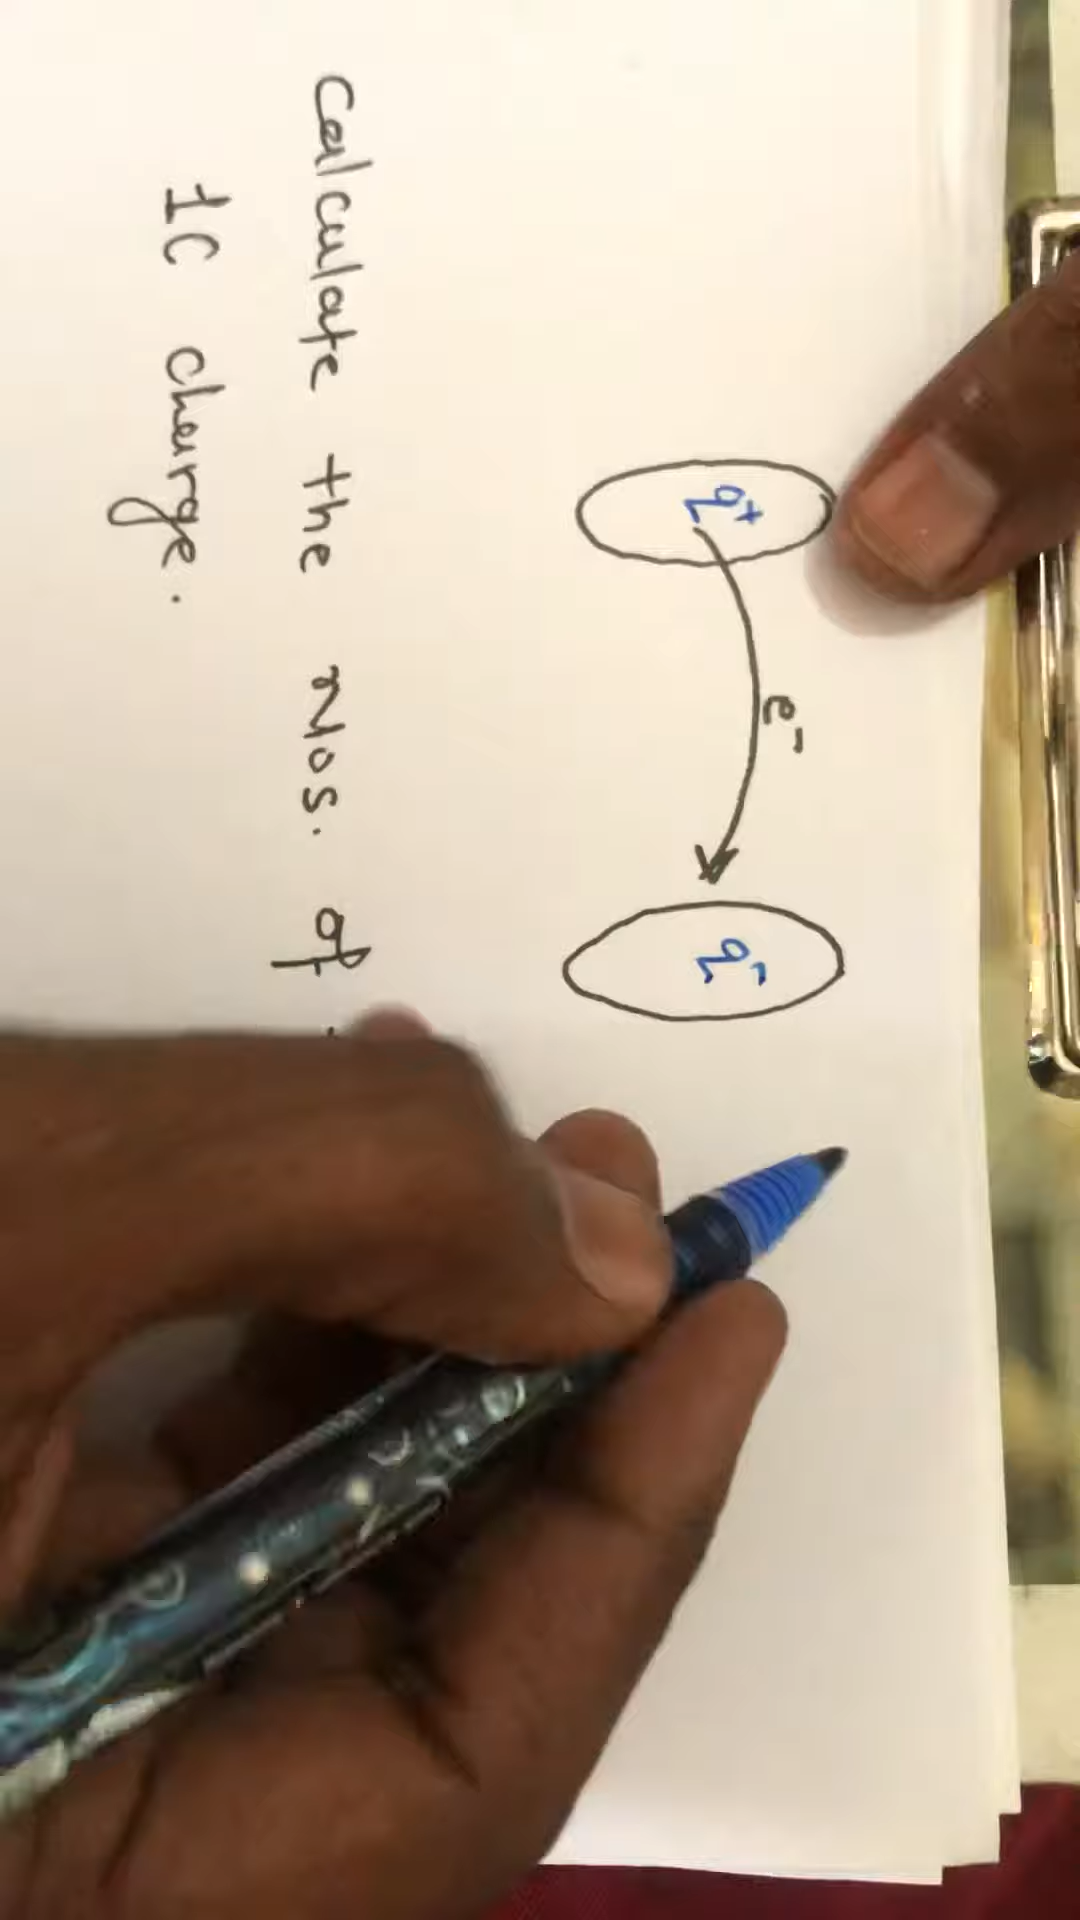 q+ e- q-
Calculate the Nos. of
1C charge.